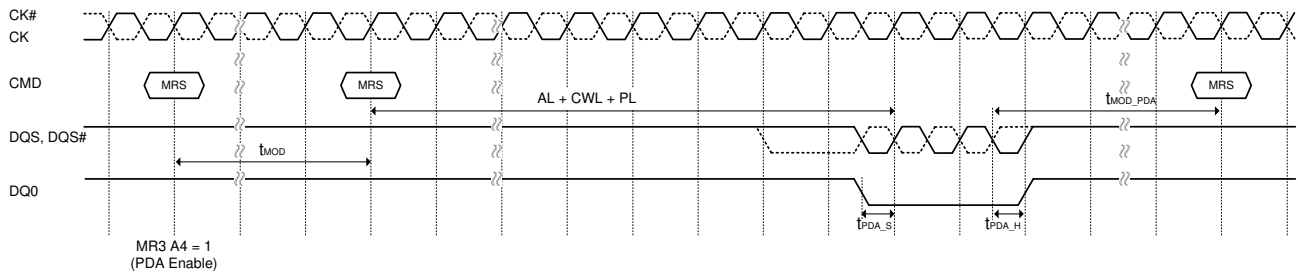 CK#
CK
CMD
MRS
MRS
MRS
AL + CWL + PL
tMOD_PDA
DQS, DQS#
tMOD
DQ0
tPDA_S
tPDA_H
MR3 A4 = 1
(PDA Enable)